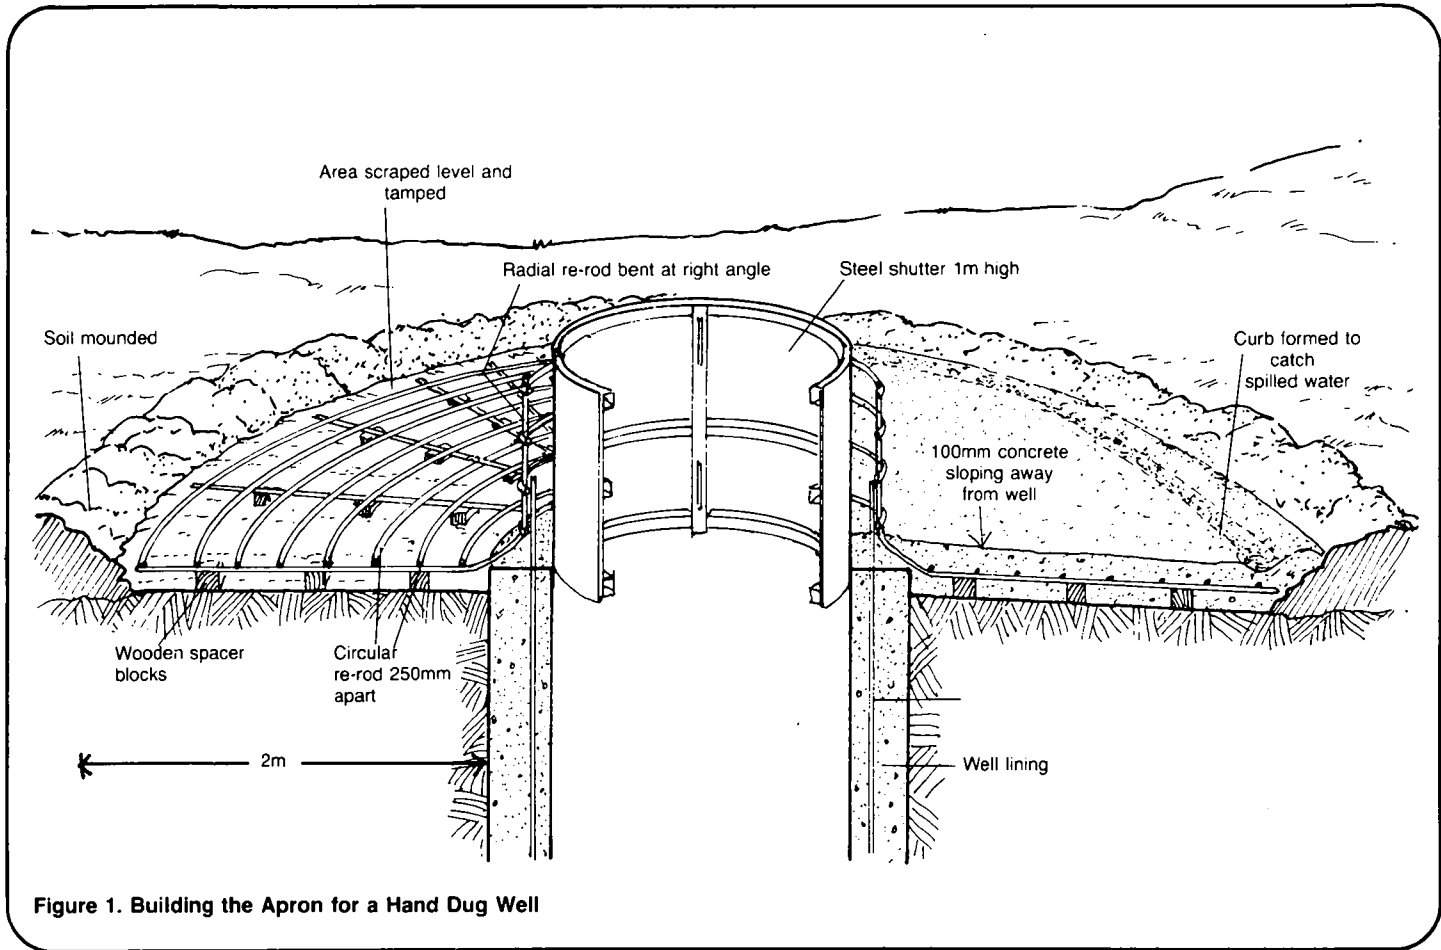 Area scraped level and
tamped
Radial re-rod bent at right angle
Steel shutter 1m high
Soil mounded
Curb formed to
catch
spilled water
100mm concrete
sloping away
from well
Wooden spacer
blocks
Circular
re-rod 250mm
apart
2m
Well lining
Figure 1. Building the Apron for a Hand Dug Well